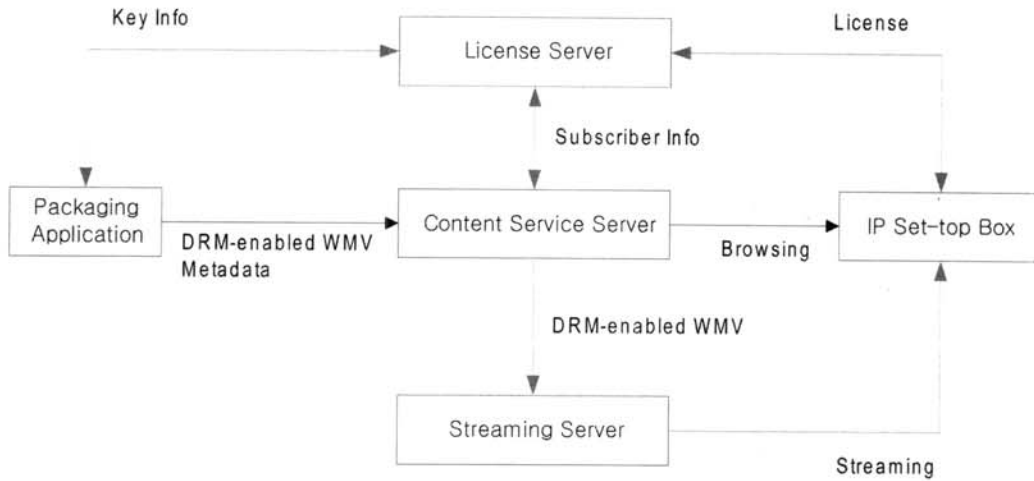 Key Info
License Server
License
Subscriber Info
Packaging
Application
DRM-enabled WMV
Metadata
Content Service Server
Browsing
IP Set-top Box
DRM-enabled WMV
Streaming Server
Streaming